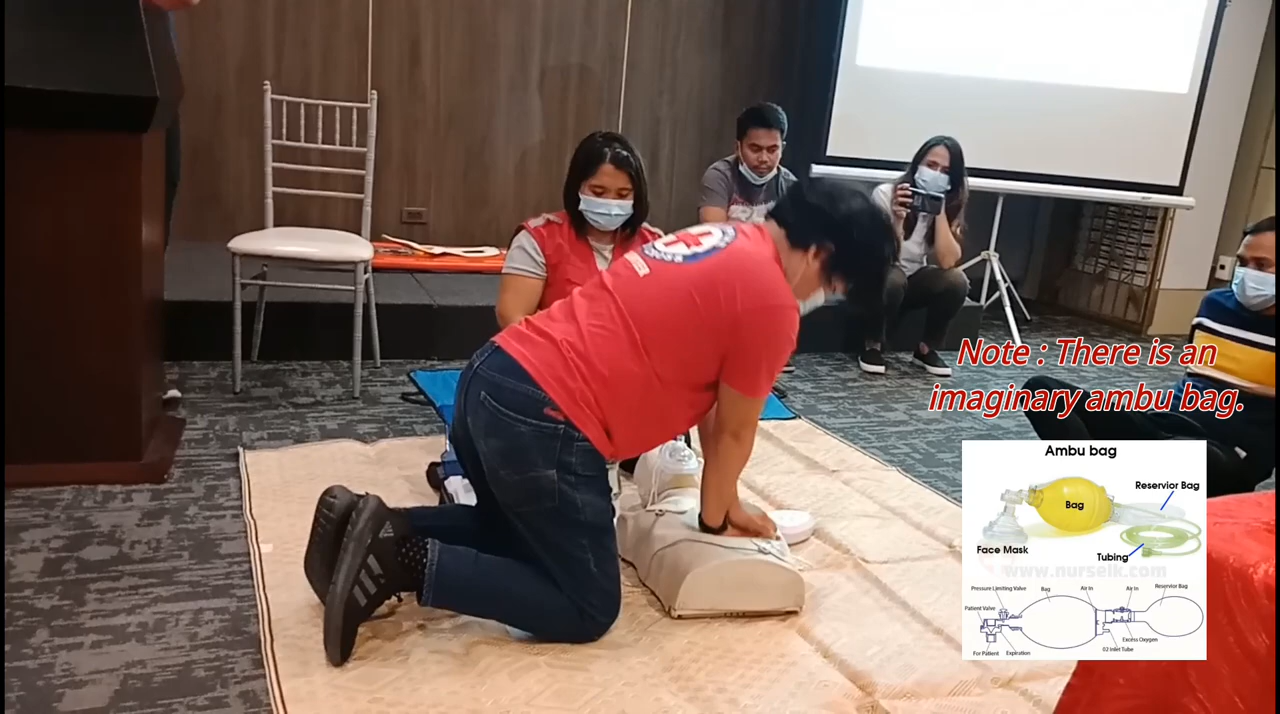 Note : There is an
imaginary ambu bag.
Ambu bag
Reservior Bag
Bag
Face Mask
Tubing
www.nurselk.com
Pressure Limiting Valve
Bag
Air In
Air In
Reservoir Bag
Patient Valve
Excess Oxygen
For Patient
Expiration
O2 Inlet Tube